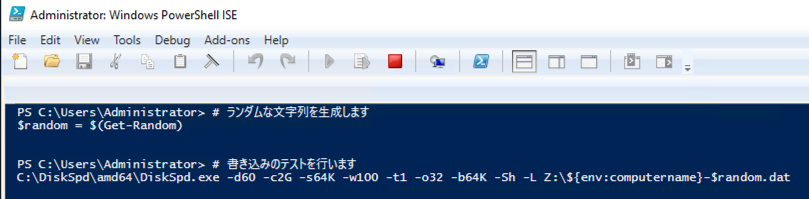 Administrator: Windows PowerShell ISE
File Edit View Tools Debug Add-ons Help
PS C:\Users\Administrator> # ランダムな文字列を生成します
$random = $(Get-Random)
PS C:\Users\Administrator> # 書き込みのテストを行います
C:\DiskSpd\amd64\DiskSpd.exe -d60 -c2G -s64K -w100 -t1 -o32 -b64K -Sh -L Z:\${env:computername}-$random.dat